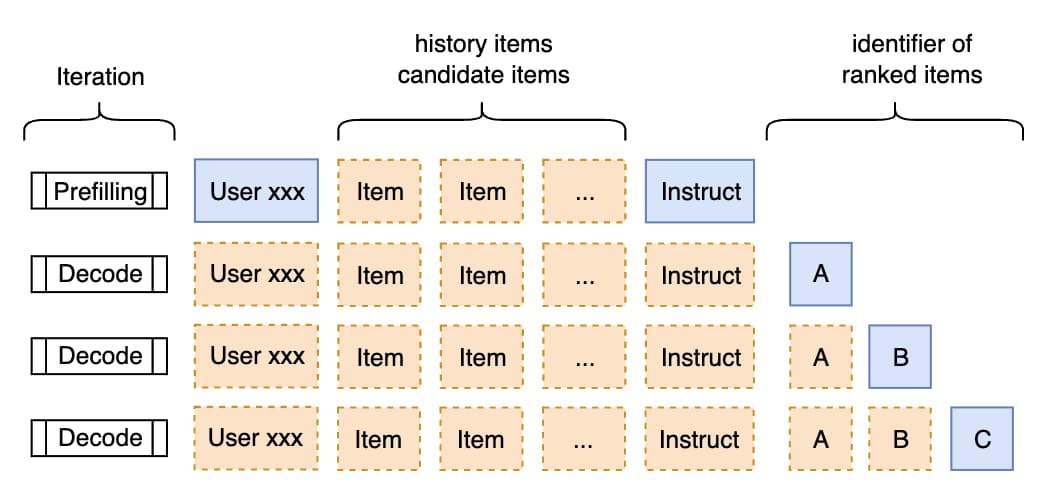 Iteration
history items
candidate items
identifier of
ranked items
Prefilling User xxx Item Item ... Instruct
Decode User xxx Item Item ... Instruct A
Decode User xxx Item Item ... Instruct A B
Decode User xxx Item Item ... Instruct A B C